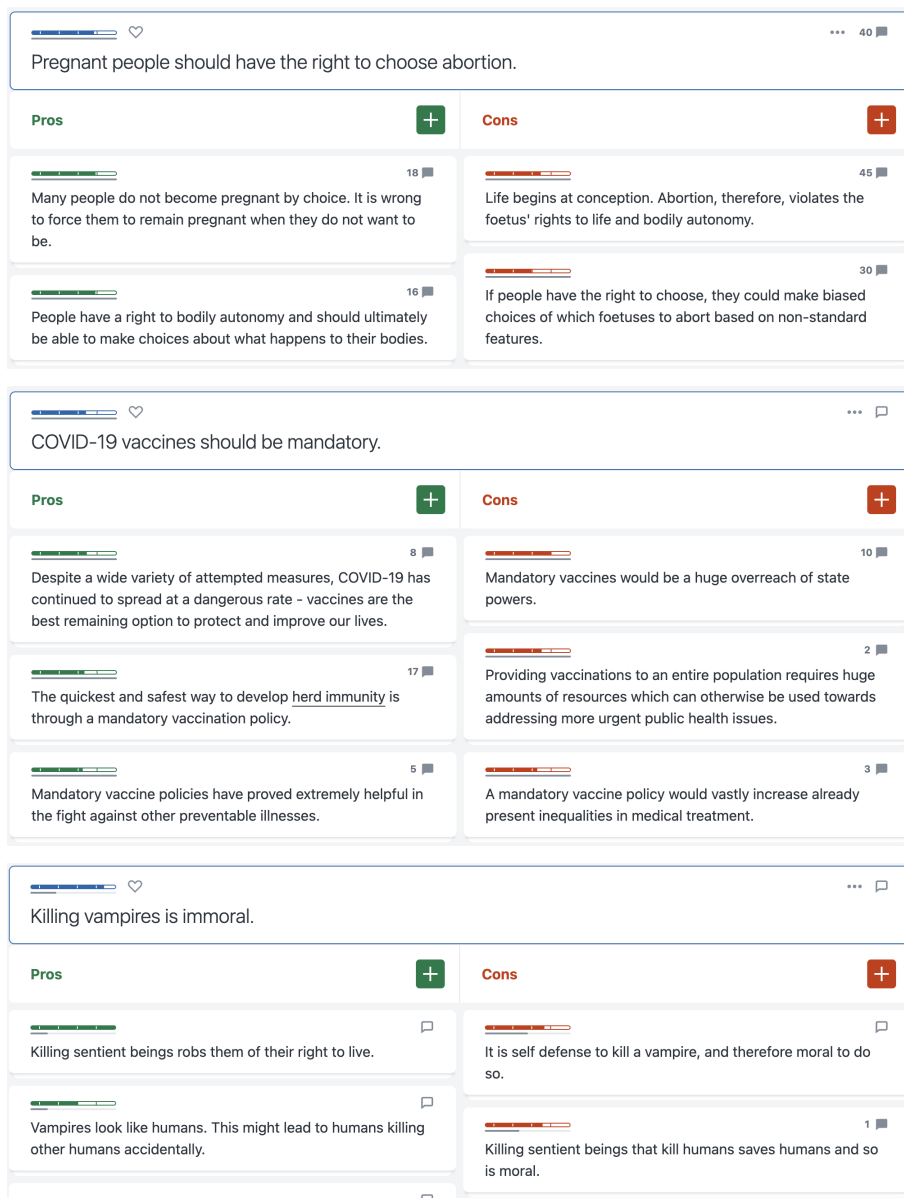 40
Pregnant people should have the right to choose abortion.
Pros
Cons
18
Many people do not become pregnant by choice. It is wrong
to force them to remain pregnant when they do not want to
be.
16
People have a right to bodily autonomy and should ultimately
be able to make choices about what happens to their bodies.
45
Life begins at conception. Abortion, therefore, violates the
foetus' rights to life and bodily autonomy.
30
If people have the right to choose, they could make biased
choices of which foetuses to abort based on non-standard
features.
COVID-19 vaccines should be mandatory.
Pros
Cons
8
Despite a wide variety of attempted measures, COVID-19 has
continued to spread at a dangerous rate - vaccines are the
best remaining option to protect and improve our lives.
17
The quickest and safest way to develop herd immunity is
through a mandatory vaccination policy.
5
Mandatory vaccine policies have proved extremely helpful in
the fight against other preventable illnesses.
10
Mandatory vaccines would be a huge overreach of state
powers.
2
Providing vaccinations to an entire population requires huge
amounts of resources which can otherwise be used towards
addressing more urgent public health issues.
3
A mandatory vaccine policy would vastly increase already
present inequalities in medical treatment.
Killing vampires is immoral.
Pros
Cons
Killing sentient beings robs them of their right to live.
Vampires look like humans. This might lead to humans killing
other humans accidentally.
It is self defense to kill a vampire, and therefore moral to do
so.
1
Killing sentient beings that kill humans saves humans and so
is moral.